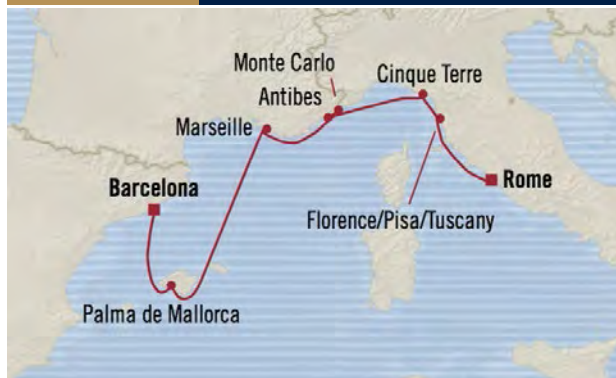 Monte Carlo
Cinque Terre
Antibes
Marseille
Barcelona
Rome
Florence/Pisa/Tuscany
Palma de Mallorca